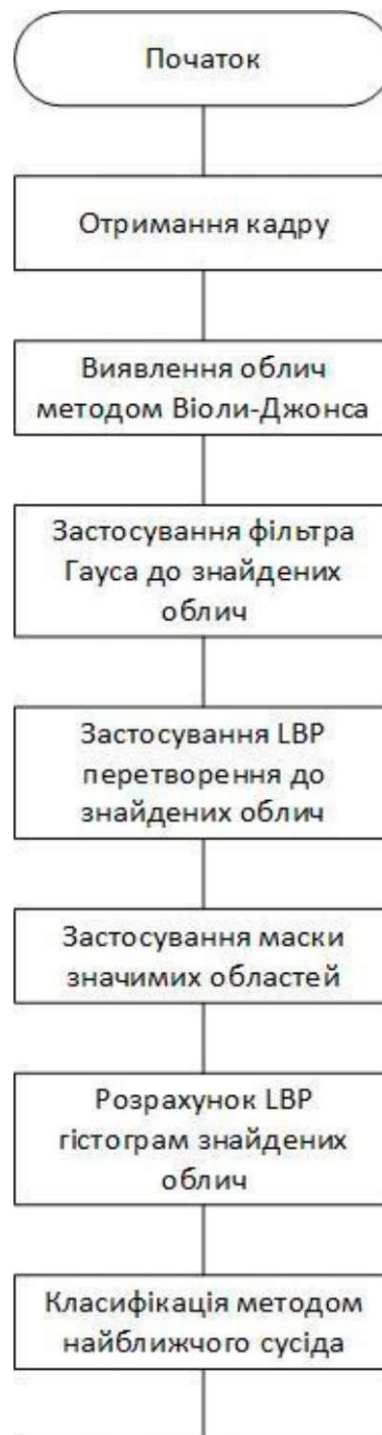 Початок
Отримання кадру
Виявлення облич
методом Віоли-Джонса
Застосування фільтра
Гауса до знайдених
облич
Застосування LBP
перетворення до
знайдених облич
Застосування маски
значимих областей
Розрахунок LBP
гістограм знайдених
облич
Класифікація методом
найближчого сусіда